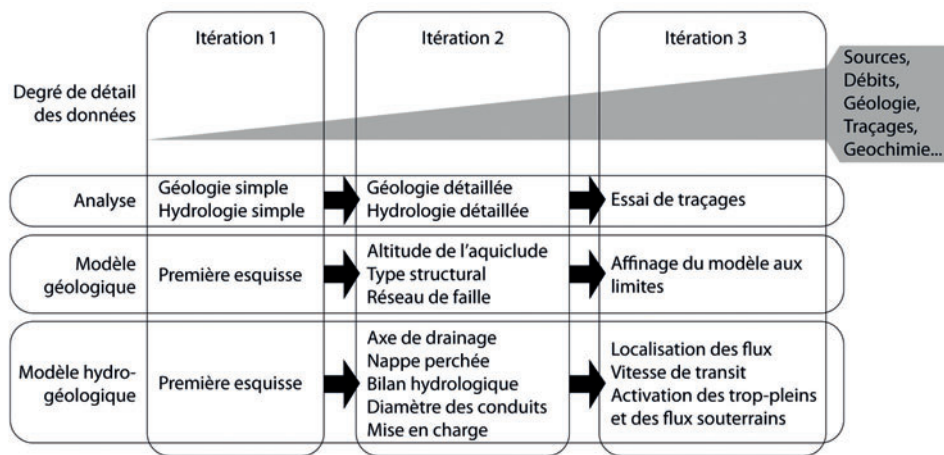 Itération 1
Itération 2
Itération 3
Degré de détail
des données
Sources,
Débits,
Géologie,
Traçages,
Geochimie...
Analyse
Géologie simple
Hydrologie simple
Géologie détaillée
Hydrologie détaillée
Essai de traçages
Modèle
géologique
Première esquisse
Altitude de l'aquiclude
Type structural
Réseau de faille
Affinage du modèle aux
limites
Modèle hydro-
géologique
Première esquisse
Axe de drainage
Nappe perchée
Bilan hydrologique
Diamètre des conduits
Mise en charge
Localisation des flux
Vitesse de transit
Activation des trop-pleins
et des flux souterrains